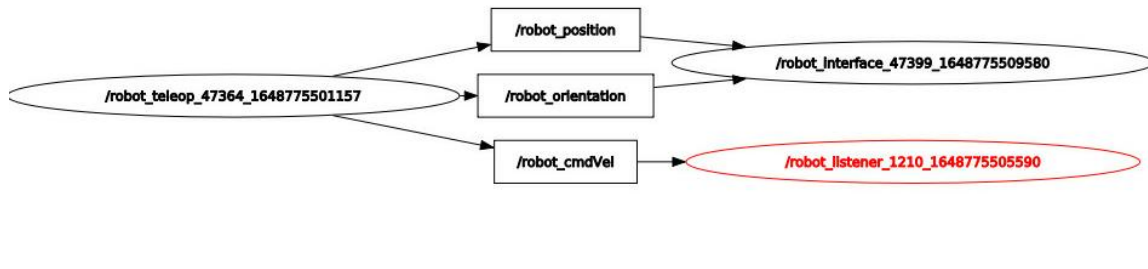 /robot_position
/robot_interface_47399_1648775509580
/robot_teleop_47364_1648775501157
/robot_orientation
/robot_cmdVel
/robot_listener_1210_1648775505590